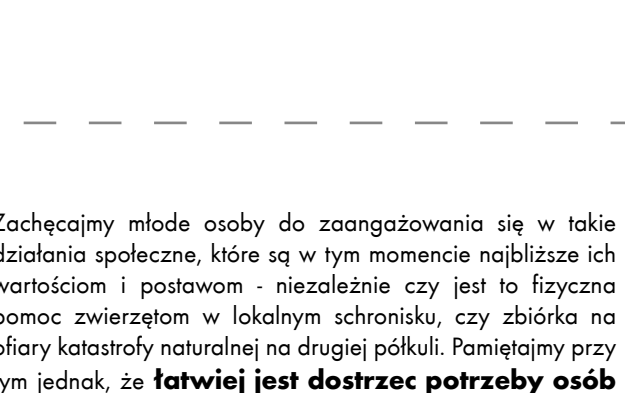 Zachęcajmy młode osoby do zaangażowania się w takie
działania społeczne, które są w tym momencie najbliższe ich
wartościom i postawom - niezależnie czy jest to fizyczna
pomoc zwierzętom w lokalnym schronisku, czy zbiórka na
ofiary katastrofy naturalnej na drugiej półkuli. Pamiętajmy przy
tym jednak, że łatwiej jest dostrzec potrzeby osób